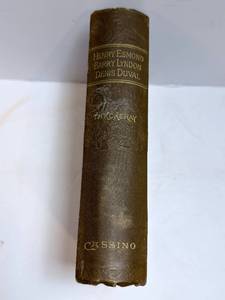 HENRY ESMOND
BARRY LYNDON
DENIS DUVAL
THACKERAY
CASSINO